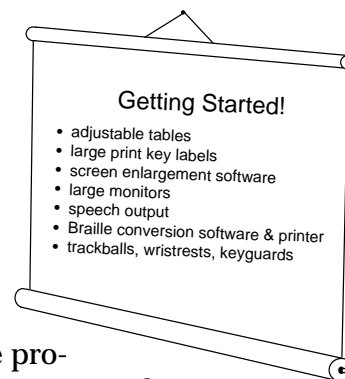 Getting Started!
• adjustable tables
• large print key labels
• screen enlargement software
• large monitors
• speech output
• Braille conversion software & printer
• trackballs, wristrests, keyguards
e pro-